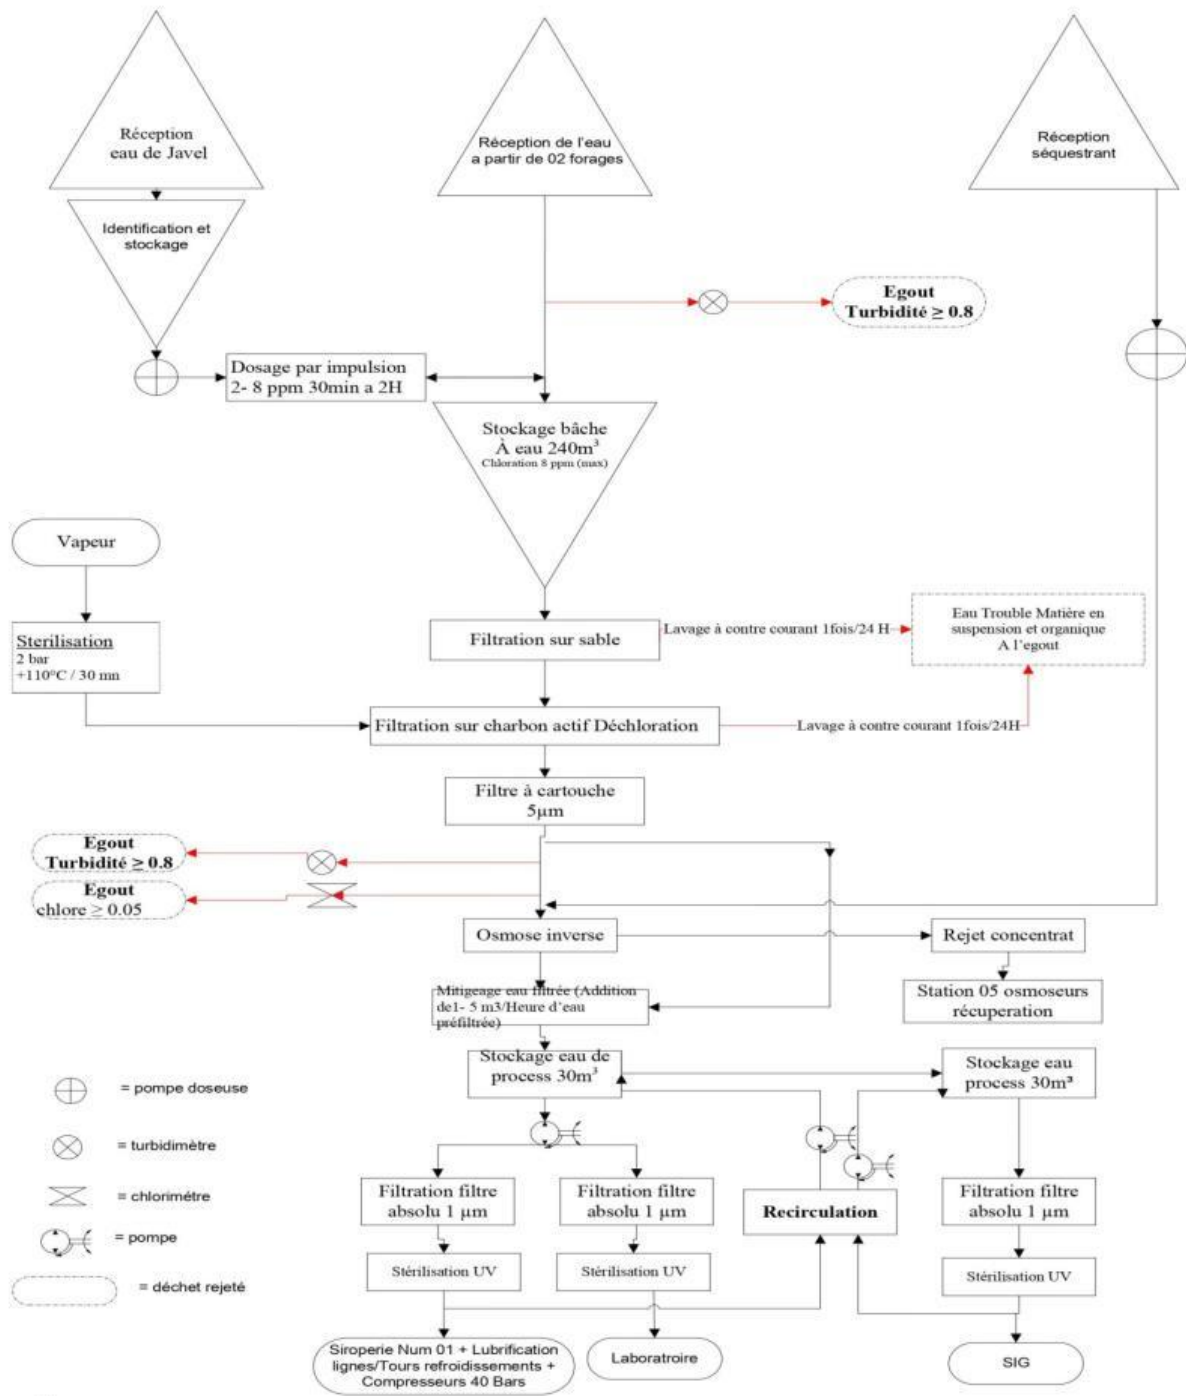 Réception
eau de Javel
Réception de l'eau
a partir de 02 forages
Réception
séquestrant
Identification et
stockage
Egout
Turbidité ≥ 0.8
Dosage par impulsion
2- 8 ppm 30min a 2H
Stockage bâche
À eau 240m³
Chloration 8 ppm (max)
Vapeur
Sterilisation
2 bar
+110°C / 30 mn
Filtration sur sable
Lavage à contre courant 1fois/24 H
Eau Trouble Matière en
suspension et organique
A l'egout
Filtration sur charbon actif Déchloration
Lavage à contre courant 1fois/24H
Filtre à cartouche
5µm
Egout
Turbidité ≥ 0.8
Egout
chlore ≥ 0.05
Osmose inverse
Rejet concentrat
Mitigeage eau filtrée (Addition
de1- 5 m3/Heure d'eau
préfiltrée)
Station 05 osmoseurs
récuperation
Stockage eau de
process 30m³
Stockage eau
process 30m³
= pompe doseuse
= turbidimètre
= chlorimétre
= pompe
= déchet rejeté
Filtration filtre
absolu 1 µm
Filtration filtre
absolu 1 µm
Recirculation
Filtration filtre
absolu 1 µm
Stérilisation UV
Stérilisation UV
Stérilisation UV
Siroperie Num 01 + Lubrification
lignes/Tours refroidissements +
Compresseurs 40 Bars
Laboratroire
SIG